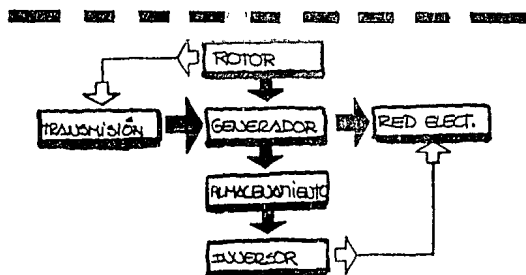 ROTOR
TRANSMISIÓN
GENERADOR
RED ELECT.
ALMACENAMIENTO
INVERSOR